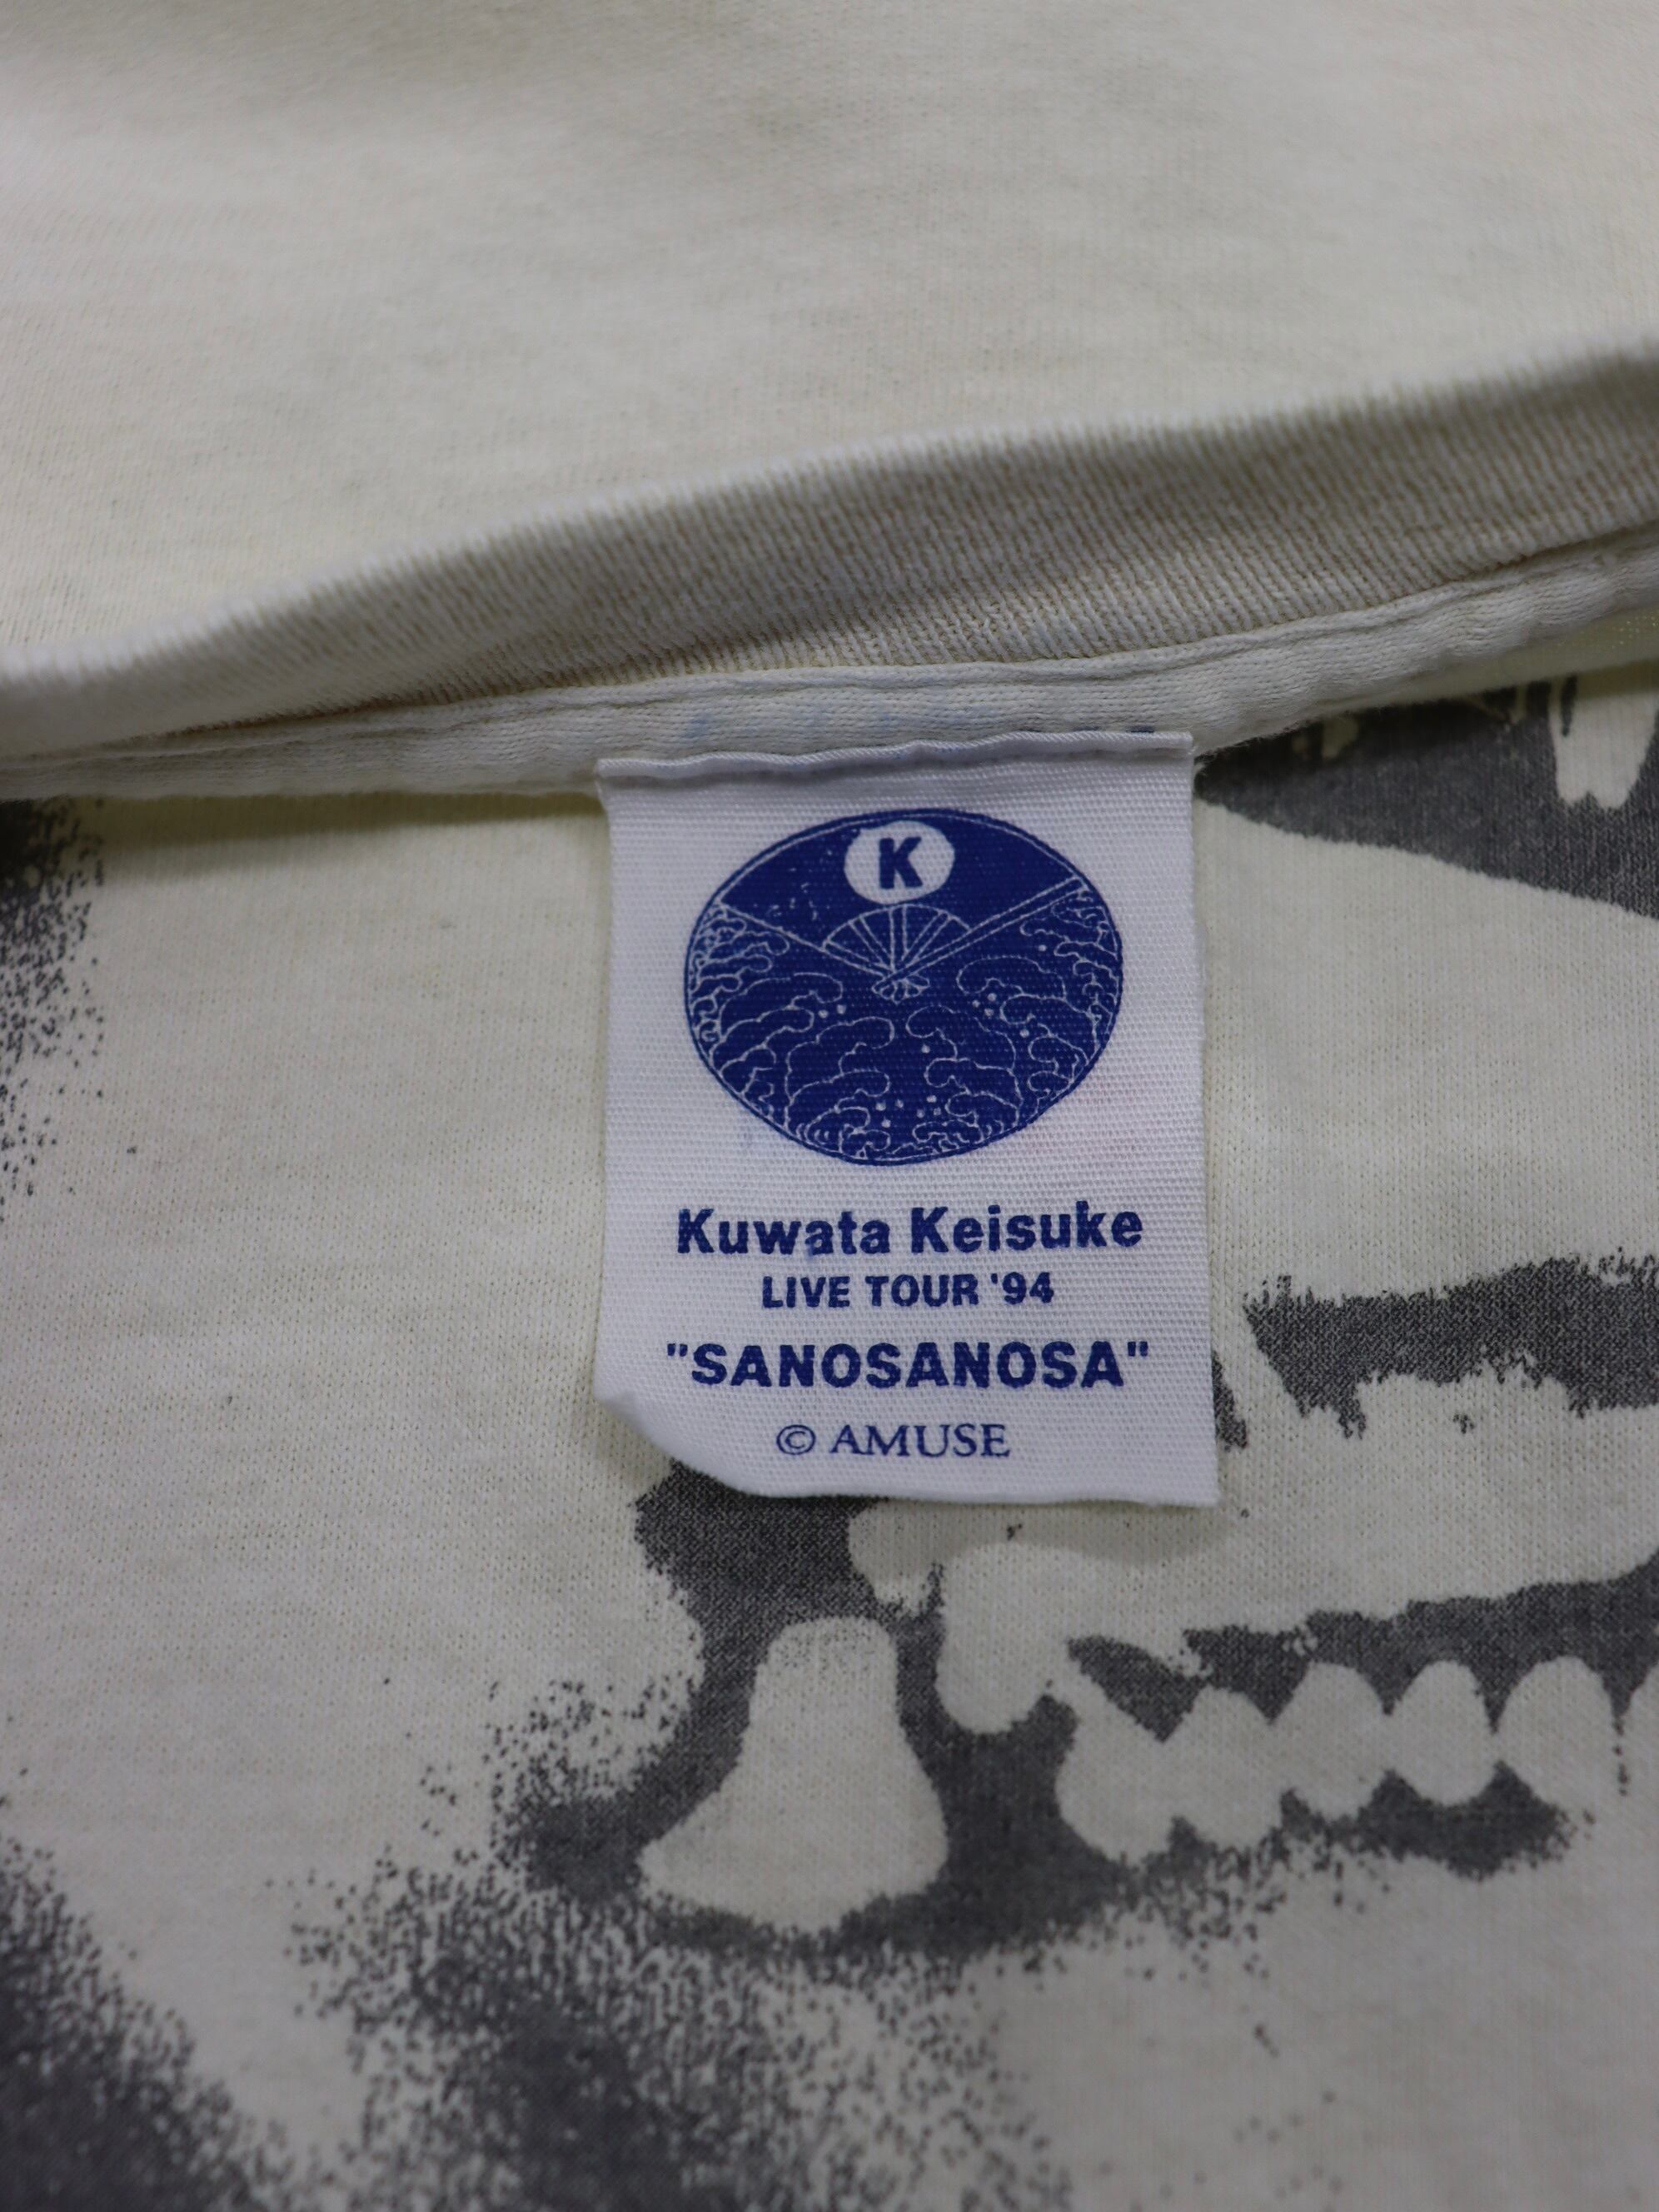 K
Kuwata Keisuke
LIVE TOUR '94
"SANOSANOSA"
© AMUSE